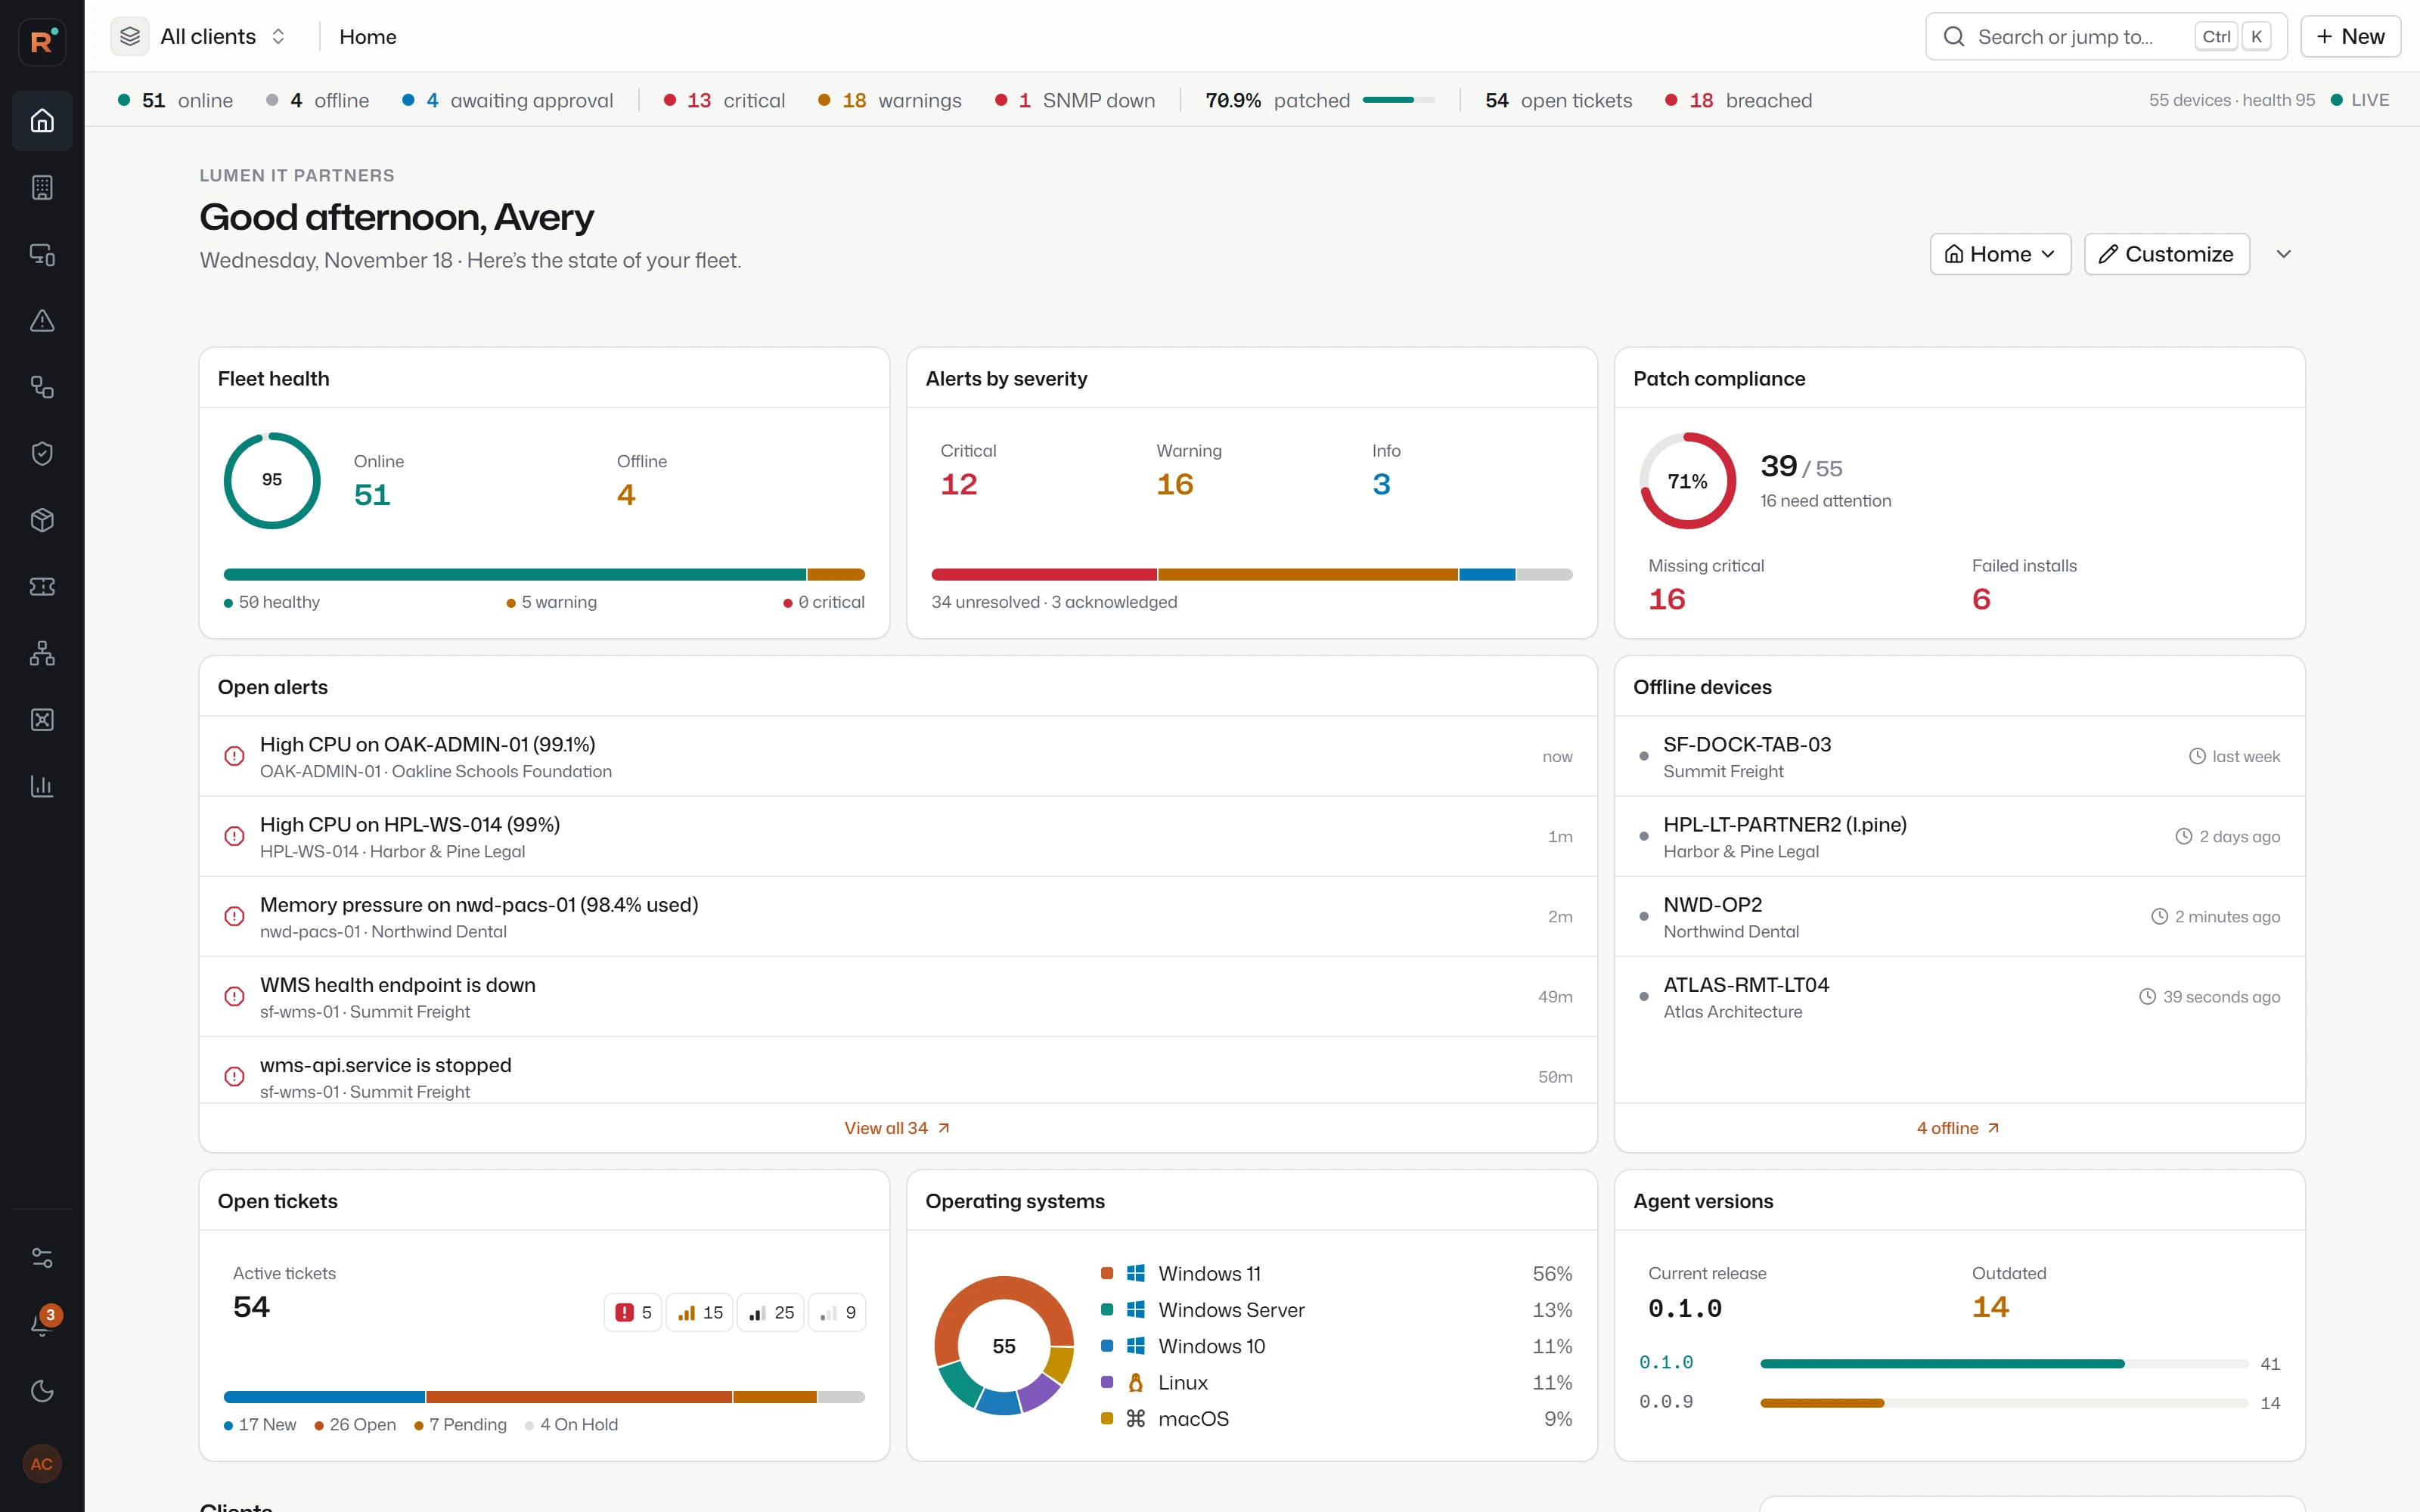 R
All clients
Home
Search or jump to...
Ctrl
K
New
51 online
4 offline
4 awaiting approval
13 critical
18 warnings
1 SNMP down
70.9% patched
54 open tickets
18 breached
55 devices · health 95
LIVE
LUMEN IT PARTNERS
Good afternoon, Avery
Wednesday, November 18 · Here's the state of your fleet.
Home
Customize
Fleet health
95
Online
51
Offline
4
50 healthy
5 warning
0 critical
Alerts by severity
Critical
12
Warning
16
Info
3
34 unresolved · 3 acknowledged
Patch compliance
71%
39 / 55
16 need attention
Missing critical
16
Failed installs
6
Open alerts
High CPU on OAK-ADMIN-01 (99.1%)
OAK-ADMIN-01 · Oakline Schools Foundation
now
High CPU on HPL-WS-014 (99%)
HPL-WS-014 · Harbor & Pine Legal
1m
Memory pressure on nwd-pacs-01 (98.4% used)
nwd-pacs-01 · Northwind Dental
2m
WMS health endpoint is down
sf-wms-01 · Summit Freight
49m
wms-api.service is stopped
sf-wms-01 · Summit Freight
50m
View all 34
Offline devices
SF-DOCK-TAB-03
Summit Freight
last week
HPL-LT-PARTNER2 (l.pine)
Harbor & Pine Legal
2 days ago
NWD-OP2
Northwind Dental
2 minutes ago
ATLAS-RMT-LT04
Atlas Architecture
39 seconds ago
4 offline
Open tickets
Active tickets
54
5
15
25
9
17 New
26 Open
7 Pending
4 On Hold
Operating systems
55
Windows 11 56%
Windows Server 13%
Windows 10 11%
Linux 11%
macOS 9%
Agent versions
Current release
0.1.0
Outdated
14
0.1.0 41
0.0.9 14
3
AC
Clients